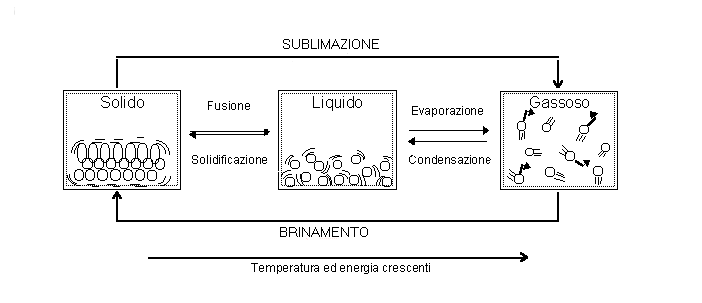 SUBLIMAZIONE
Solido
Fusione
Solidificazione
Liquido
Evaporazione
Condensazione
Gassoso
BRINAMENTO
Temperatura ed energia crescenti